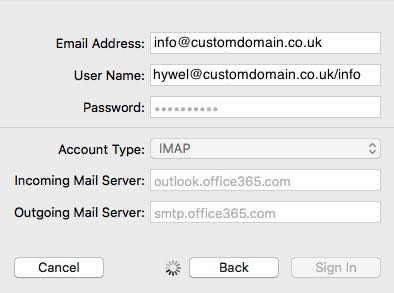 Email Address: info@customdomain.co.uk
User Name: hywel@customdomain.co.uk/info
Password: ••••••••••
Account Type: IMAP
Incoming Mail Server: outlook.office365.com
Outgoing Mail Server: smtp.office365.com
Cancel Back Sign In